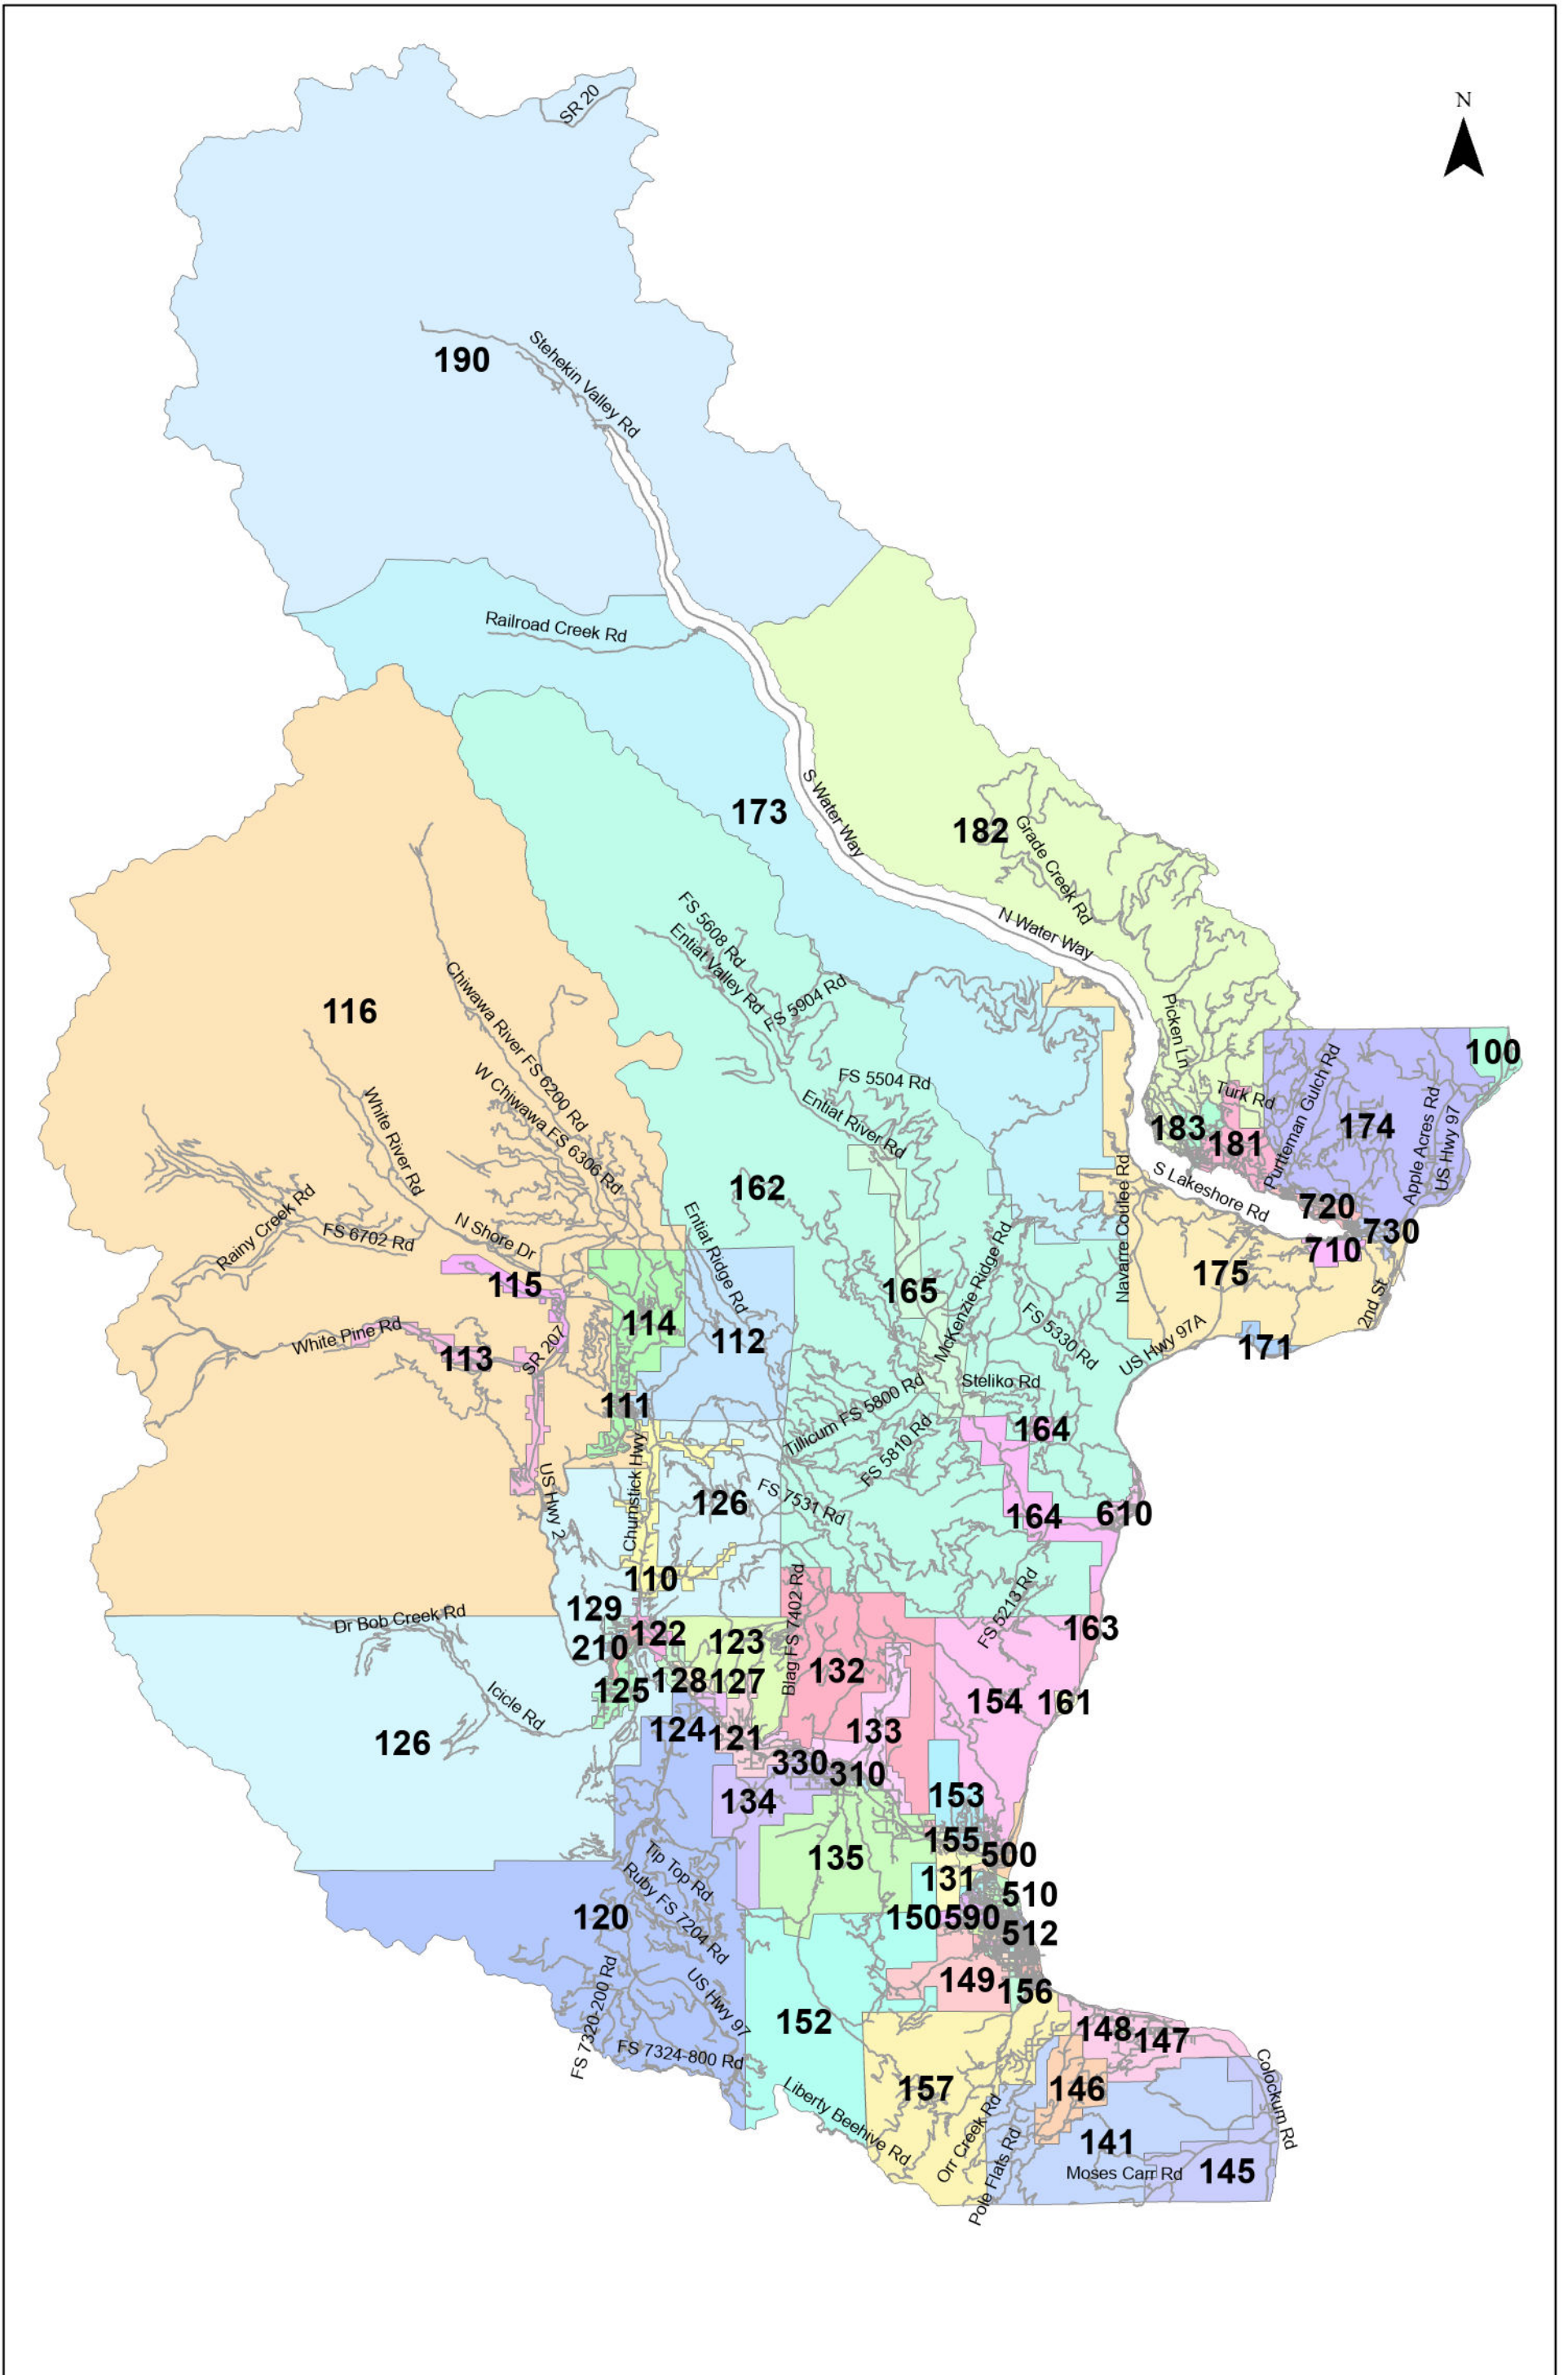 SR 20
N
190
Stehekin Valley Rd
Railroad Creek Rd
173
S Water Way
182
Grade Creek Rd
N Water Way
FS 5608 Rd
Entiat Valley Rd
FS 5904 Rd
116
Chiwawa River FS 6200 Rd
W Chiwawa FS 6306 Rd
White River Rd
Picken Ln
100
FS 5504 Rd
Entiat River Rd
Turk Rd
Purtteman Gulch Rd
174
Apple Acres Rd
US Hwy 97
183
181
162
Rainy Creek Rd
FS 6702 Rd
N Shore Dr
Entiat Ridge Rd
Navarre Coulee Rd
S Lakeshore Rd
720
730
710
115
165
McKenzie Ridge Rd
175
2nd St
White Pine Rd
113
SR 207
114
112
FS 5330 Rd
US Hwy 97A
171
Steliko Rd
111
Tillicum FS 5800 Rd
FS 5810 Rd
164
US Hwy 2
Chumstick Hwy
126
FS 7531 Rd
164
610
110
Blag FS 7402 Rd
FS 5213 Rd
Dr Bob Creek Rd
129
210
122
123
163
132
Icicle Rd
125
128
127
154
161
126
124
121
133
330
310
134
153
155
500
135
Tip Top Rd
Ruby FS 7204 Rd
131
510
120
150
590
512
FS 7320-200 Rd
US Hwy 97
149
156
152
148
147
FS 7324-800 Rd
157
146
Colockum Rd
Liberty Beehive Rd
Orr Creek Rd
Pole Flats Rd
141
Moses Carr Rd
145